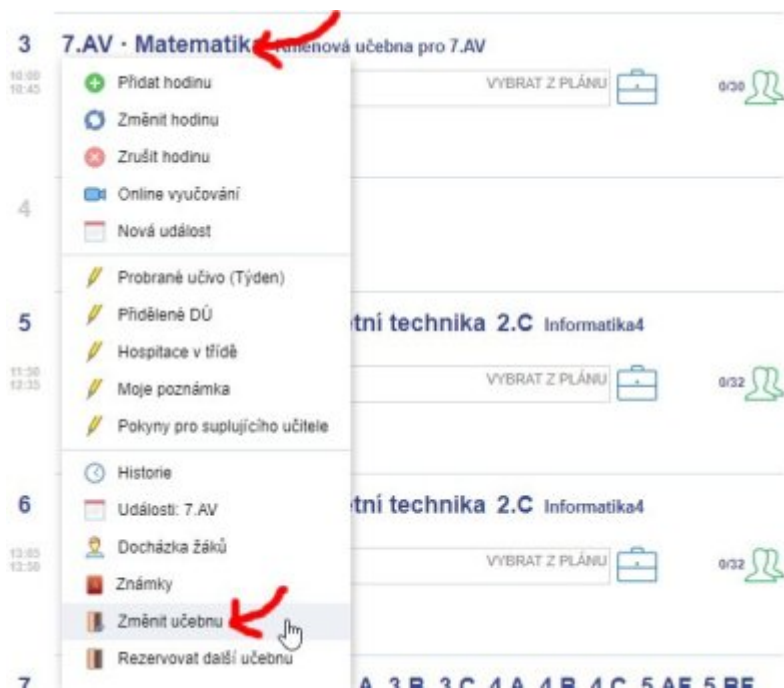 3 7.AV · Matematika Kmenová učebna pro 7.AV
10:00
10:45
VYBRAT Z PLÁNU
0/30
Přidat hodinu
Změnit hodinu
Zrušit hodinu
Online vyučování
4
Nová událost
Probrané učivo (Týden)
Přidělené DÚ
5 tní technika 2.C Informatika4
Hospitace v třídě
11:50
12:35
Moje poznámka
VYBRAT Z PLÁNU
0/32
Pokyny pro suplujícího učitele
Historie
6 tní technika 2.C Informatika4
Události: 7.AV
Docházka žáků
13:05
13:50
VYBRAT Z PLÁNU
0/32
Známky
Změnit učebnu
Rezervovat další učebnu
7 A, 3.B, 3.C, 4.A, 4.B, 4.C, 5.AE, 5.BE